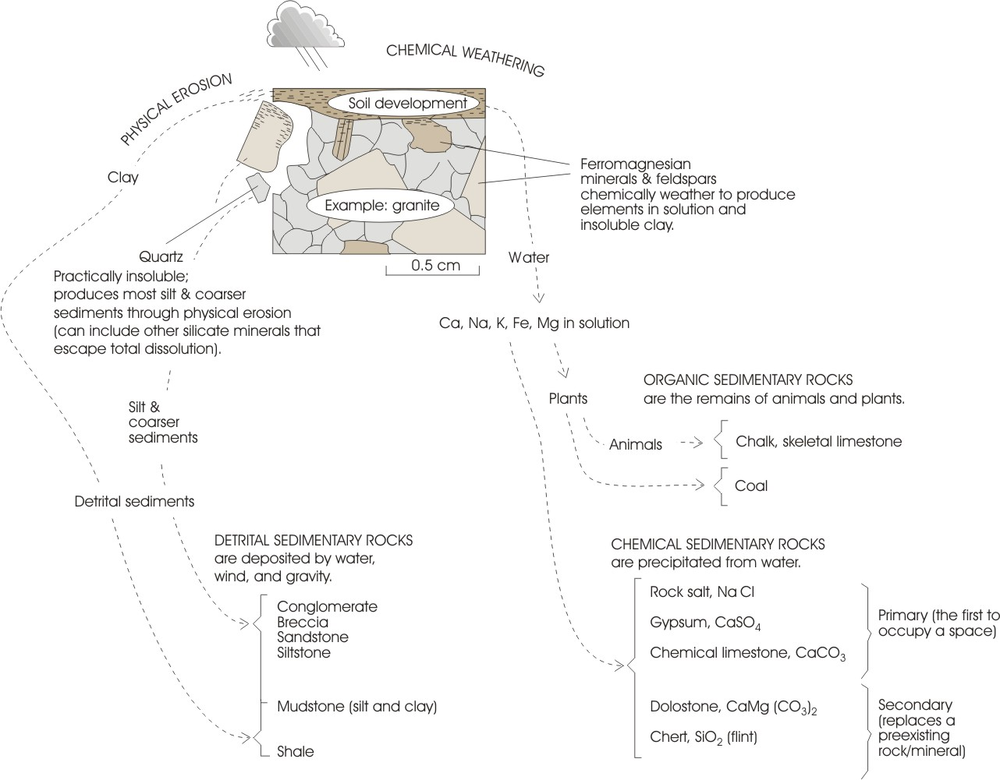 CHEMICAL WEATHERING
PHYSICAL EROSION
Soil development
Clay
Ferromagnesian
minerals & feldspars
chemically weather to produce
elements in solution and
insoluble clay.
Example: granite
Quartz
Practically insoluble;
produces most silt & coarser
sediments through physical erosion
(can include other silicate minerals that
escape total dissolution).
0.5 cm
Water
Ca, Na, K, Fe, Mg in solution
Plants
ORGANIC SEDIMENTARY ROCKS
are the remains of animals and plants.
Animals
Chalk, skeletal limestone
Coal
Silt &
coarser
sediments
Detrital sediments
DETRITAL SEDIMENTARY ROCKS
are deposited by water,
wind, and gravity.
Conglomerate
Breccia
Sandstone
Siltstone
Mudstone (silt and clay)
Shale
CHEMICAL SEDIMENTARY ROCKS
are precipitated from water.
Rock salt, Na Cl
Gypsum, CaSO₄
Chemical limestone, CaCO₃
Primary (the first to
occupy a space)
Dolostone, CaMg (CO₃)₂
Chert, SiO₂ (flint)
Secondary
(replaces a
preexisting
rock/mineral)